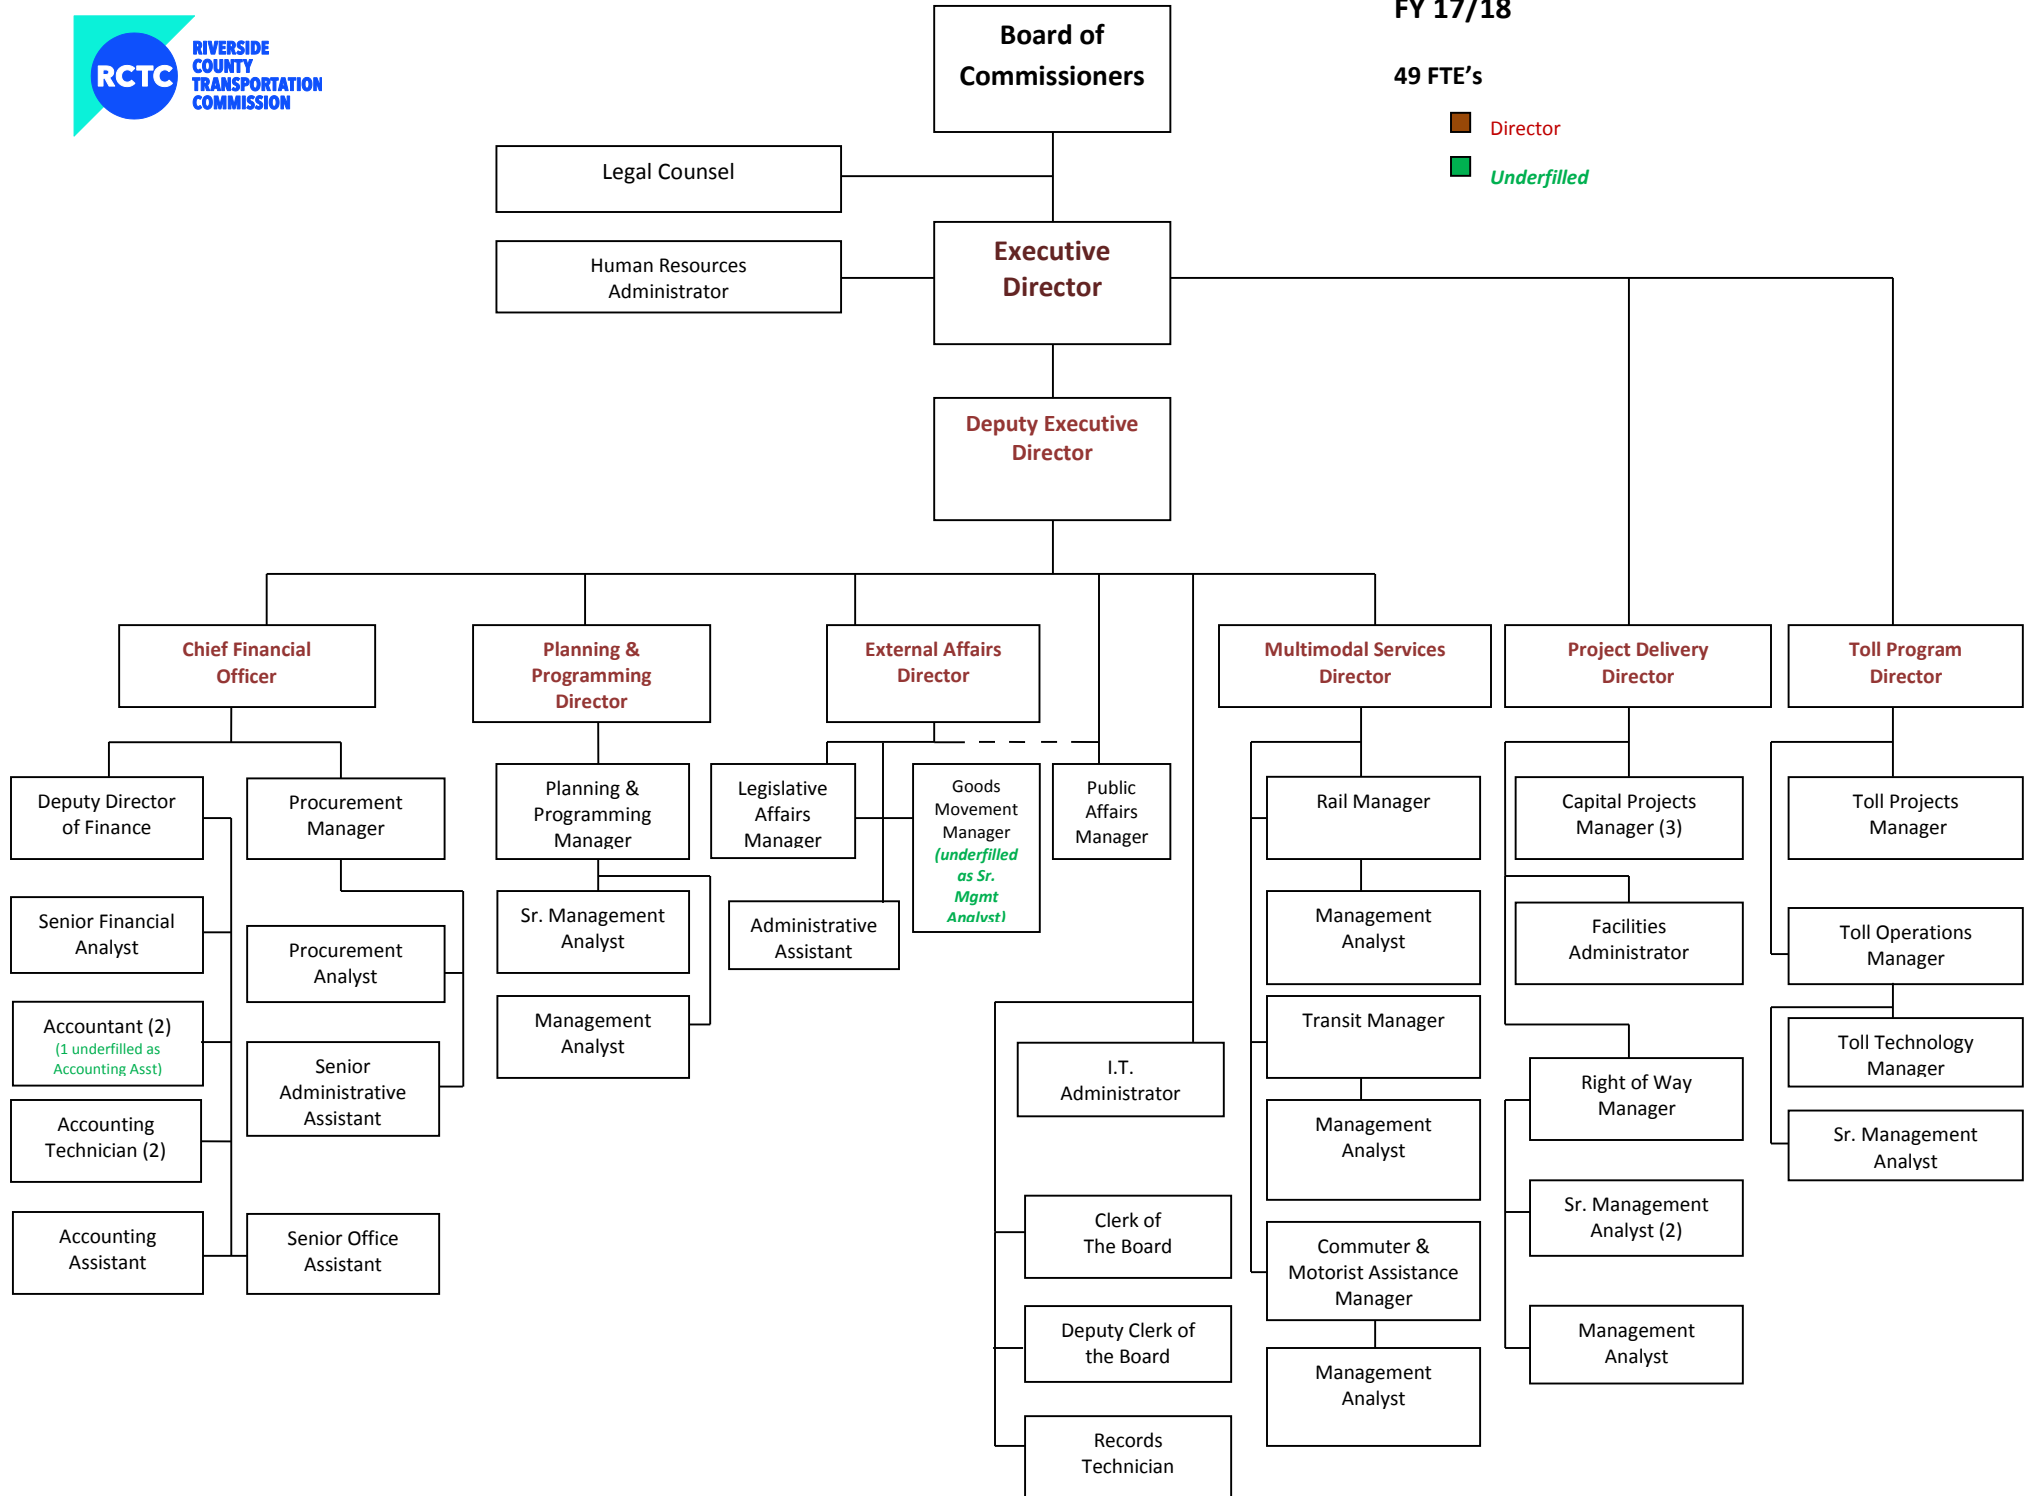 FY 17/18
RCTC
RIVERSIDE
COUNTY
TRANSPORTATION
COMMISSION
Board of
Commissioners
49 FTE's
Director
Underfilled
Legal Counsel
Human Resources
Administrator
Executive
Director
Deputy Executive
Director
Chief Financial
Officer
Planning &
Programming
Director
External Affairs
Director
Multimodal Services
Director
Project Delivery
Director
Toll Program
Director
Deputy Director
of Finance
Procurement
Manager
Planning &
Programming
Manager
Legislative
Affairs
Manager
Goods
Movement
Manager
(underfilled
as Sr.
Mgmt
Analyst)
Public
Affairs
Manager
Rail Manager
Capital Projects
Manager (3)
Toll Projects
Manager
Senior Financial
Analyst
Procurement
Analyst
Sr. Management
Analyst
Administrative
Assistant
Management
Analyst
Facilities
Administrator
Toll Operations
Manager
Accountant (2)
(1 underfilled as
Accounting Asst)
Senior
Administrative
Assistant
Management
Analyst
I.T.
Administrator
Transit Manager
Right of Way
Manager
Toll Technology
Manager
Accounting
Technician (2)
Management
Analyst
Sr. Management
Analyst
Accounting
Assistant
Senior Office
Assistant
Clerk of
The Board
Commuter &
Motorist Assistance
Manager
Sr. Management
Analyst (2)
Deputy Clerk of
the Board
Management
Analyst
Management
Analyst
Records
Technician